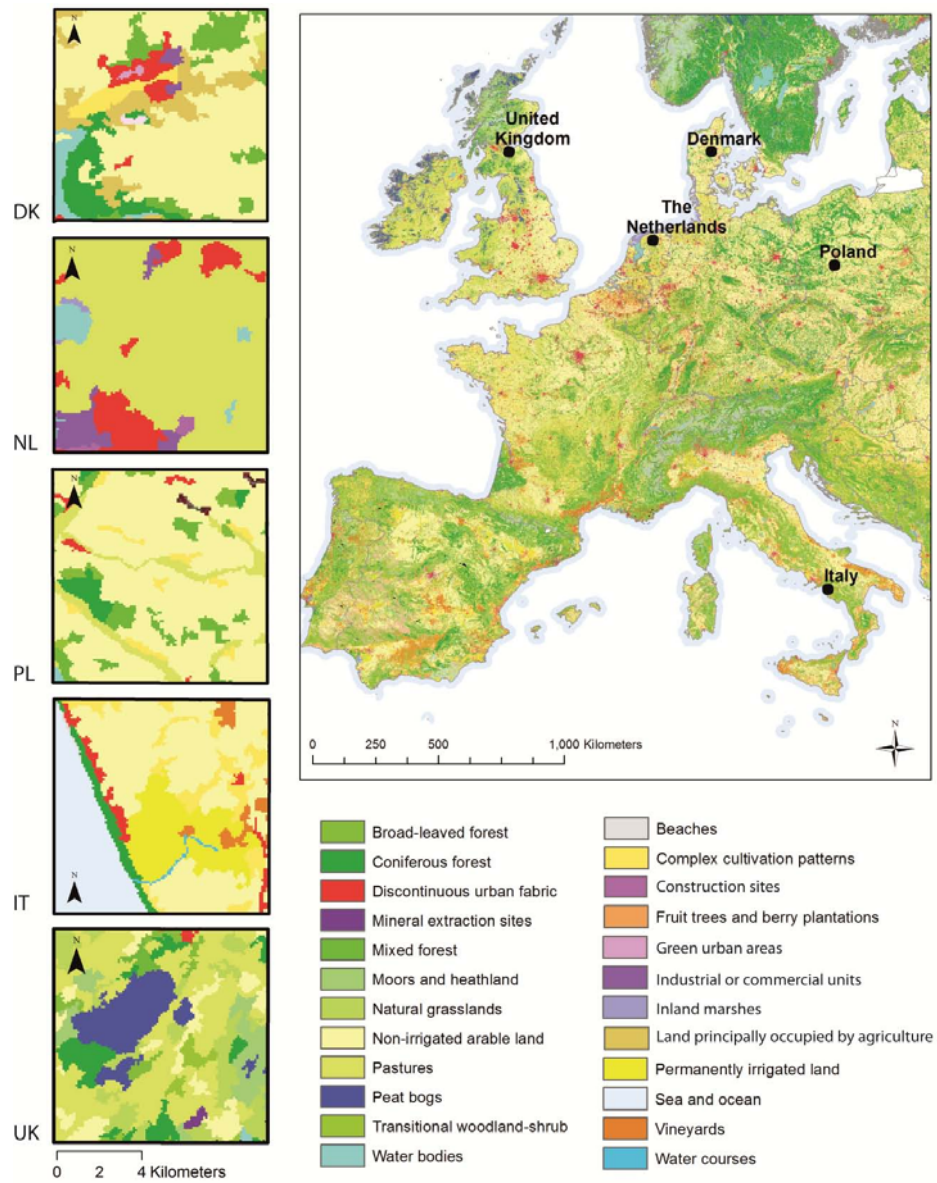 N
DK
N
NL
N
PL
N
IT
N
UK
0 2 4 Kilometers
United
Kingdom
Denmark
The
Netherlands
Poland
Italy
0 250 500 1,000 Kilometers
N
Broad-leaved forest
Coniferous forest
Discontinuous urban fabric
Mineral extraction sites
Mixed forest
Moors and heathland
Natural grasslands
Non-irrigated arable land
Pastures
Peat bogs
Transitional woodland-shrub
Water bodies
Beaches
Complex cultivation patterns
Construction sites
Fruit trees and berry plantations
Green urban areas
Industrial or commercial units
Inland marshes
Land principally occupied by agriculture
Permanently irrigated land
Sea and ocean
Vineyards
Water courses